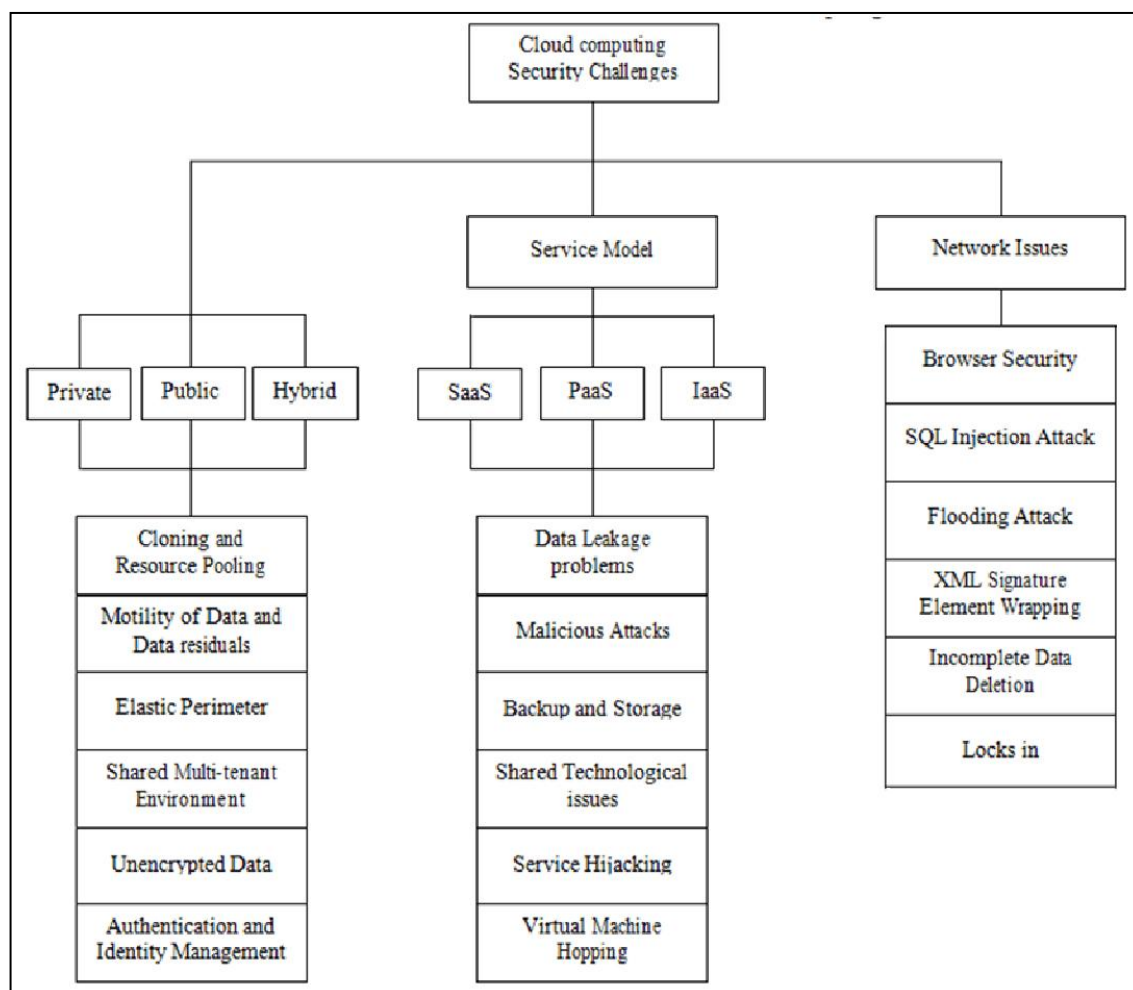 Cloud computing
Security Challenges
Service Model
Network Issues
Private
Public
Hybrid
SaaS
PaaS
IaaS
Cloning and
Resource Pooling
Motility of Data and
Data residuals
Elastic Perimeter
Shared Multi-tenant
Environment
Unencrypted Data
Authentication and
Identity Management
Data Leakage
problems
Malicious Attacks
Backup and Storage
Shared Technological
issues
Service Hijacking
Virtual Machine
Hopping
Browser Security
SQL Injection Attack
Flooding Attack
XML Signature
Element Wrapping
Incomplete Data
Deletion
Locks in